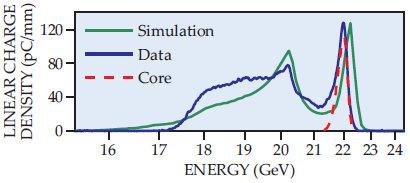 LINEAR CHARGE
DENSITY (pC/mm)
120
80
40
0
Simulation
Data
Core
16 17 18 19 20 21 22 23 24
ENERGY (GeV)